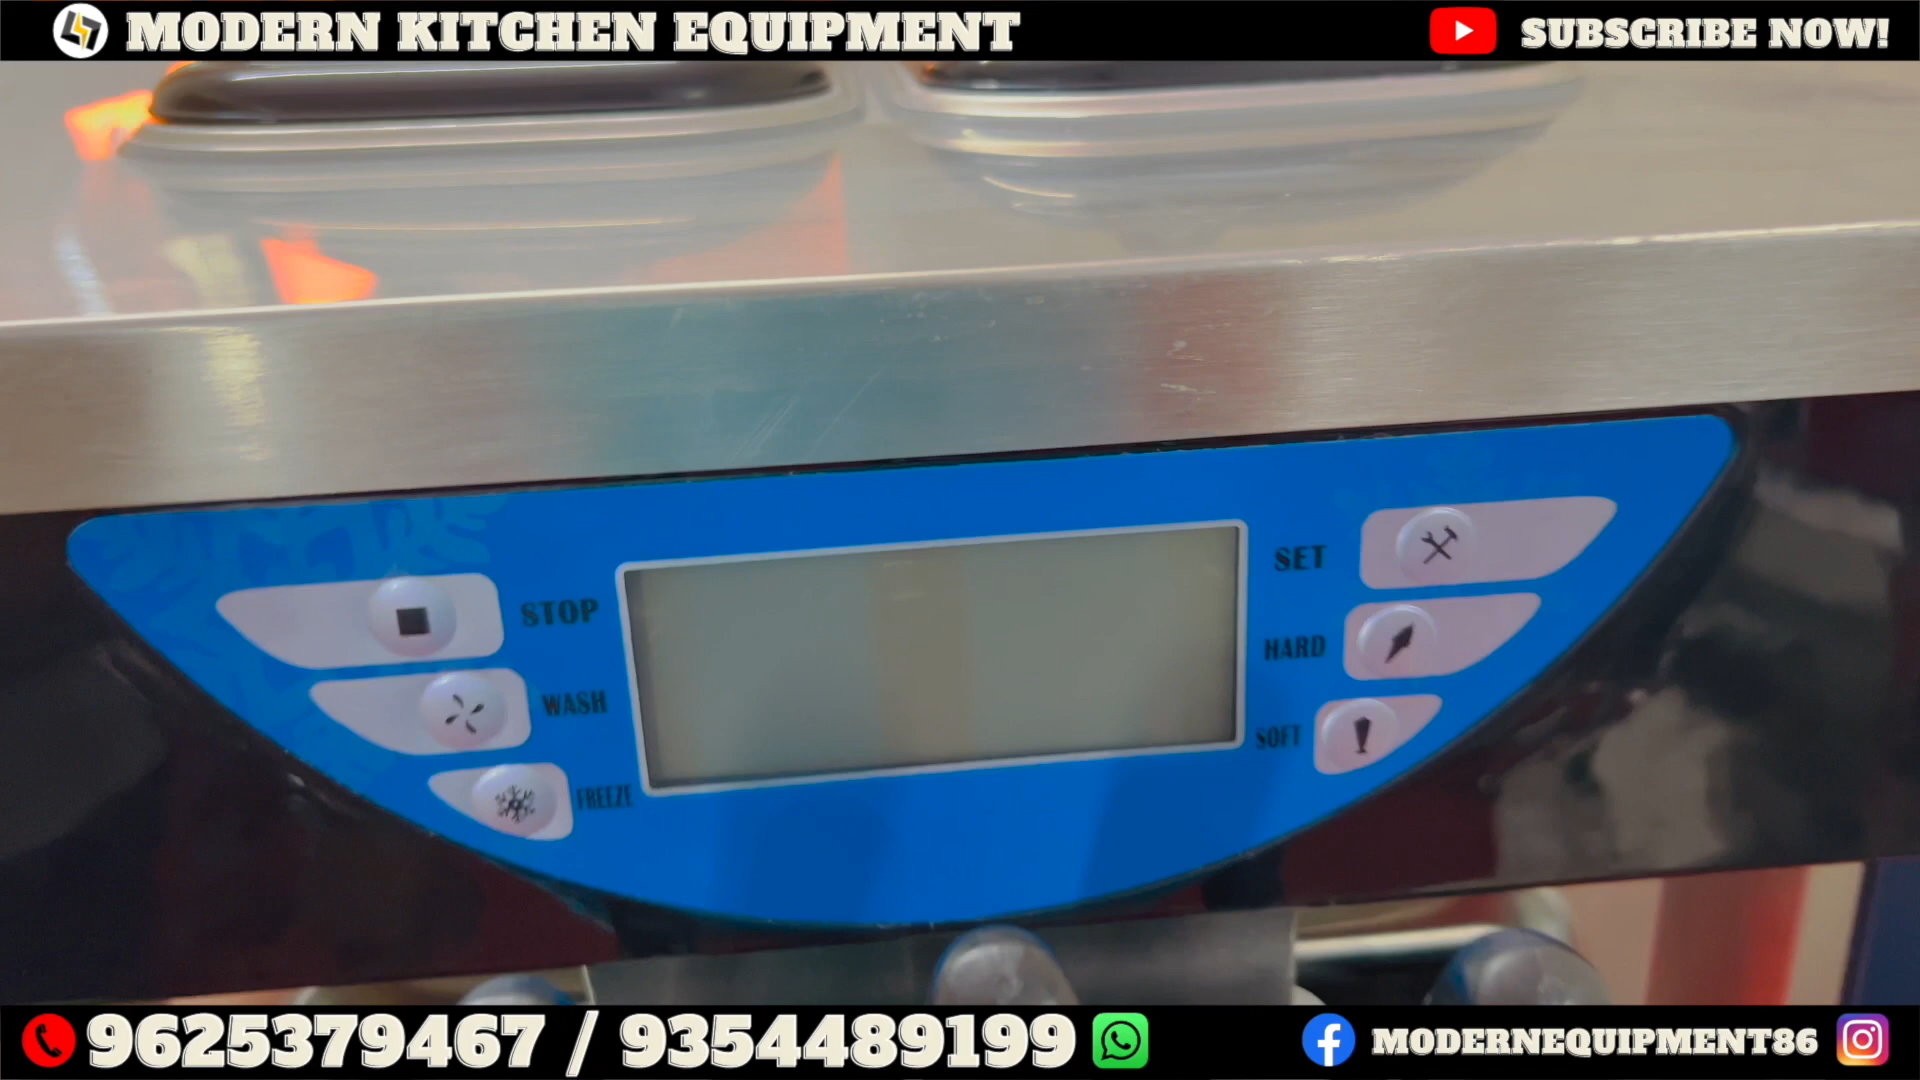 MODERN KITCHEN EQUIPMENT
SUBSCRIBE NOW!
STOP
WASH
FREEZE
SET
HARD
SOFT
9625379467 / 9354489199
MODERNEQUIPMENT86